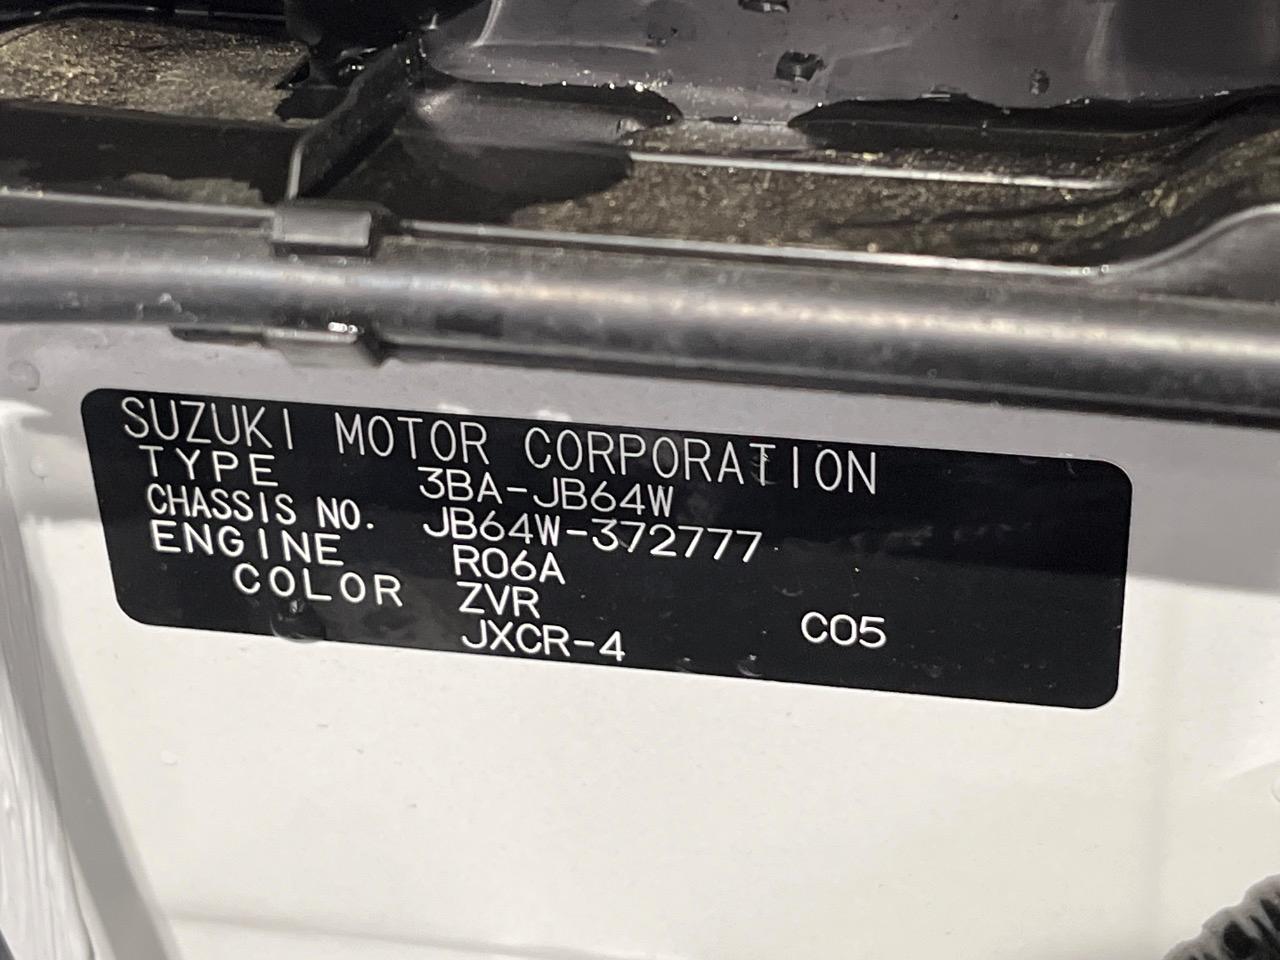 SUZUKI MOTOR CORPORATION
TYPE 3BA-JB64W
CHASSIS NO. JB64W-372777
ENGINE R06A
COLOR ZVR C05
JXCR-4